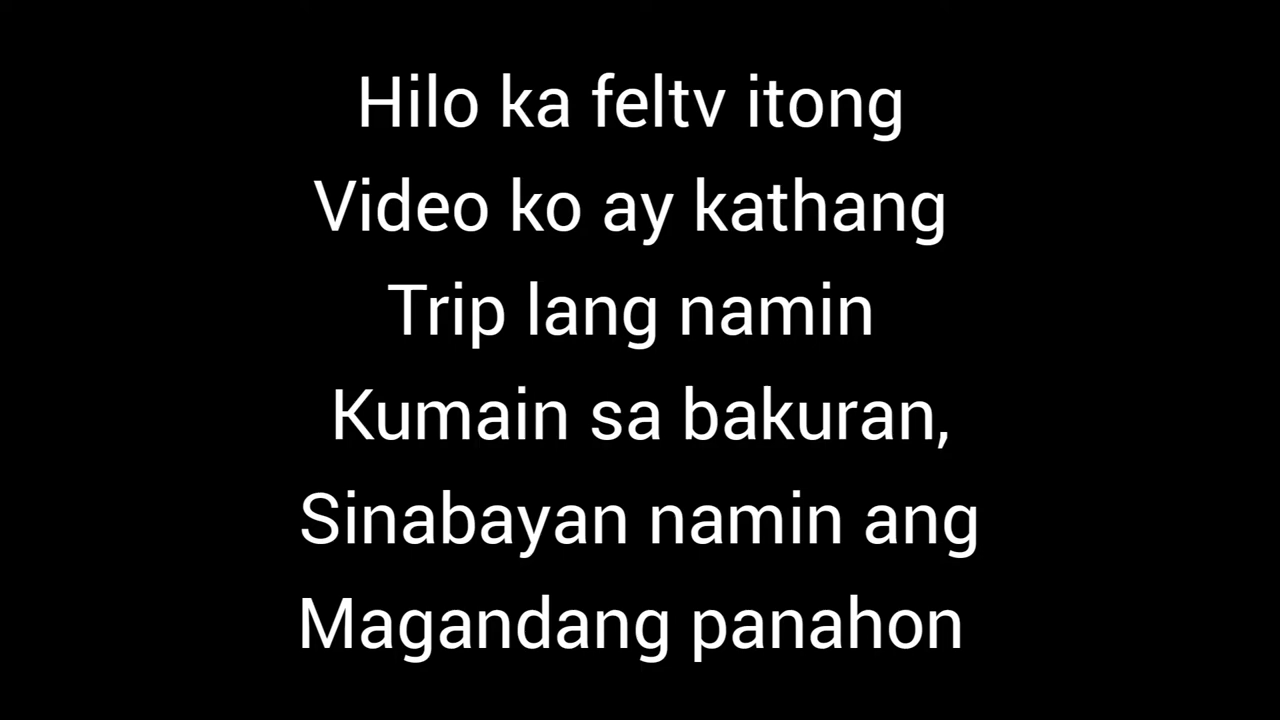 Hilo ka feltv itong
Video ko ay kathang
Trip lang namin
Kumain sa bakuran,
Sinabayan namin ang
Magandang panahon